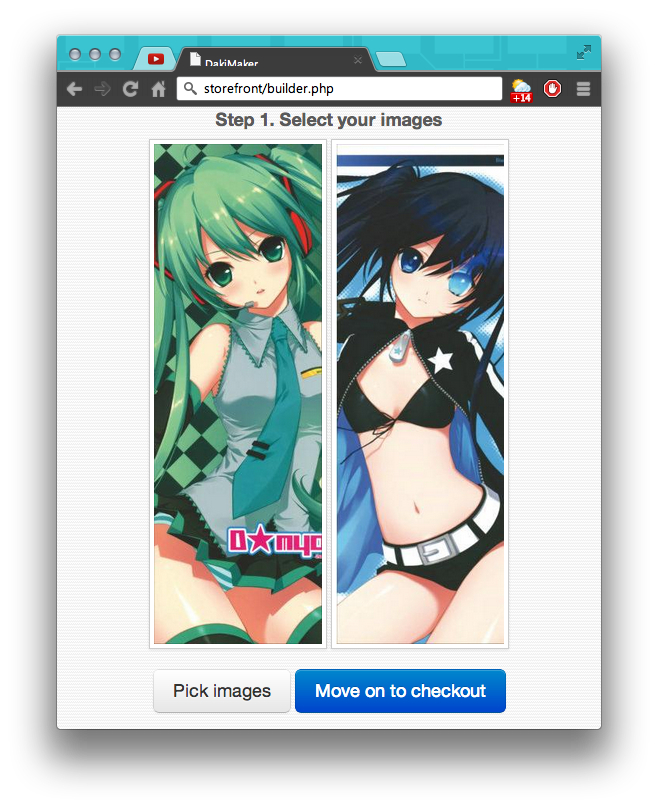 DakiMaker
storefront/builder.php
+14
Step 1. Select your images
Pick images
Move on to checkout